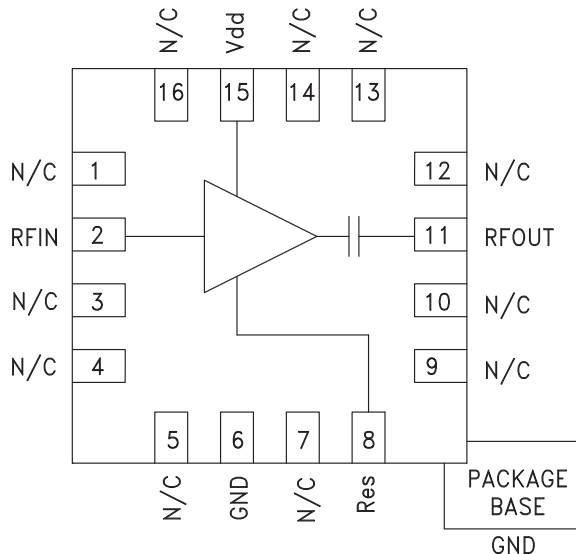 N/C
Vdd
N/C
N/C
16
15
14
13
N/C 1
12 N/C
RFIN 2
11 RFOUT
N/C 3
10 N/C
N/C 4
9 N/C
5
6
7
8
N/C
GND
N/C
Res
PACKAGE
BASE
GND